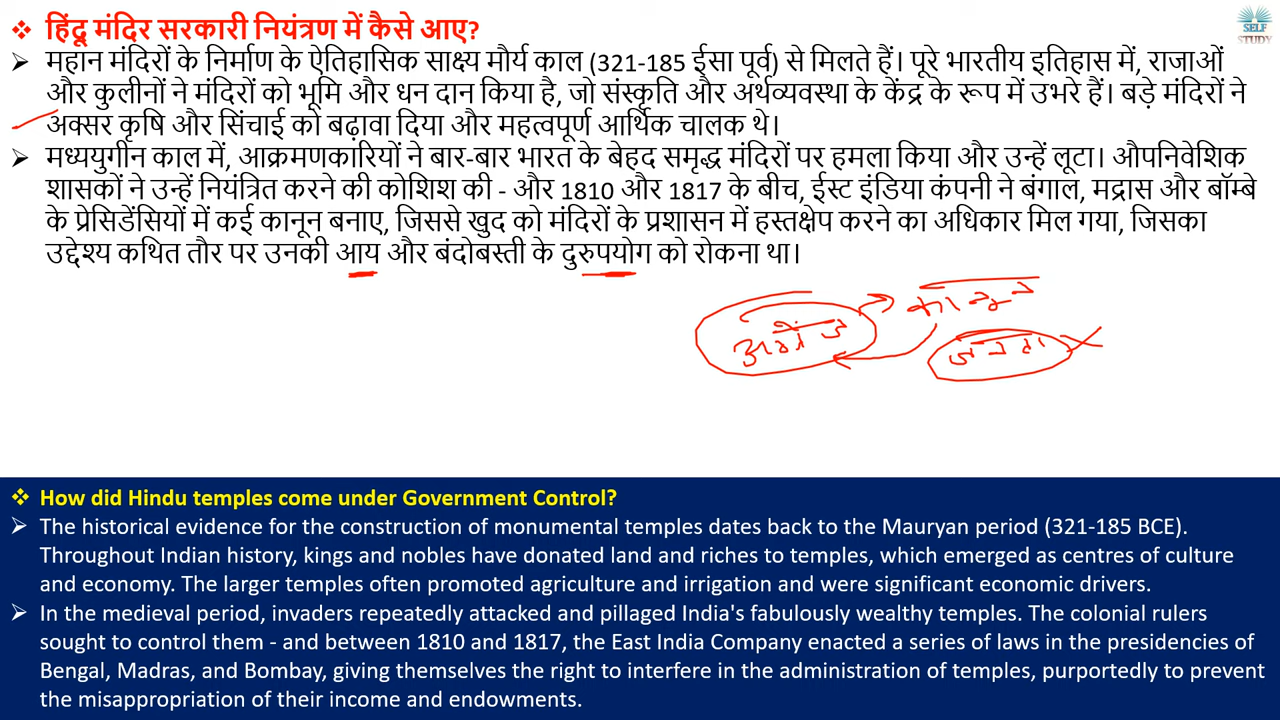 ❖ हिंदू मंदिर सरकारी नियंत्रण में कैसे आए?
SELF
STUDY
➢ महान मंदिरों के निर्माण के ऐतिहासिक साक्ष्य मौर्य काल (321-185 ईसा पूर्व) से मिलते हैं। पूरे भारतीय इतिहास में, राजाओं
और कुलीनों ने मंदिरों को भूमि और धन दान किया है, जो संस्कृति और अर्थव्यवस्था के केंद्र के रूप में उभरे हैं। बड़े मंदिरों ने
अक्सर कृषि और सिंचाई को बढ़ावा दिया और महत्वपूर्ण आर्थिक चालक थे।
➢ मध्ययुगीन काल में, आक्रमणकारियों ने बार-बार भारत के बेहद समृद्ध मंदिरों पर हमला किया और उन्हें लूटा। औपनिवेशिक
शासकों ने उन्हें नियंत्रित करने की कोशिश की - और 1810 और 1817 के बीच, ईस्ट इंडिया कंपनी ने बंगाल, मद्रास और बॉम्बे
के प्रेसिडेंसियों में कई कानून बनाए, जिससे खुद को मंदिरों के प्रशासन में हस्तक्षेप करने का अधिकार मिल गया, जिसका
उद्देश्य कथित तौर पर उनकी आय और बंदोबस्ती के दुरुपयोग को रोकना था।
कानून
अंग्रेज
जनता
❖ How did Hindu temples come under Government Control?
➢ The historical evidence for the construction of monumental temples dates back to the Mauryan period (321-185 BCE).
Throughout Indian history, kings and nobles have donated land and riches to temples, which emerged as centres of culture
and economy. The larger temples often promoted agriculture and irrigation and were significant economic drivers.
➢ In the medieval period, invaders repeatedly attacked and pillaged India's fabulously wealthy temples. The colonial rulers
sought to control them - and between 1810 and 1817, the East India Company enacted a series of laws in the presidencies of
Bengal, Madras, and Bombay, giving themselves the right to interfere in the administration of temples, purportedly to prevent
the misappropriation of their income and endowments.